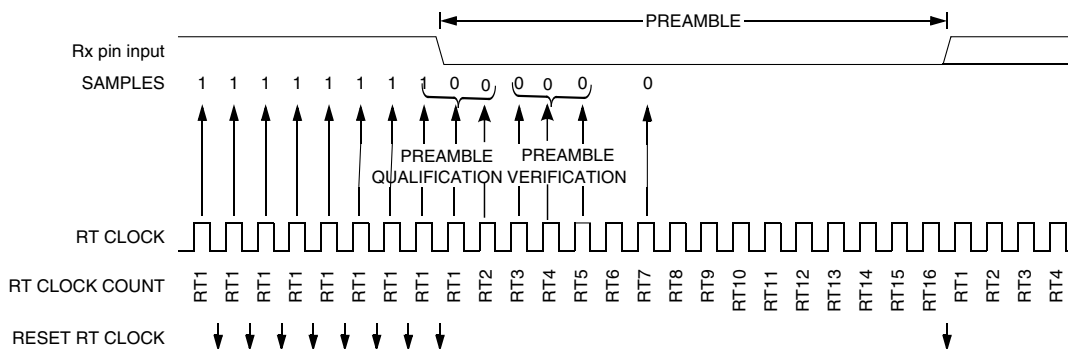 PREAMBLE
Rx pin input
SAMPLES 1 1 1 1 1 1 1 1 0 0 0 0 0 0
PREAMBLE QUALIFICATION
PREAMBLE VERIFICATION
RT CLOCK
RT CLOCK COUNT RT1 RT1 RT1 RT1 RT1 RT1 RT1 RT1 RT1 RT2 RT3 RT4 RT5 RT6 RT7 RT8 RT9 RT10 RT11 RT12 RT13 RT14 RT15 RT16 RT1 RT2 RT3 RT4
RESET RT CLOCK